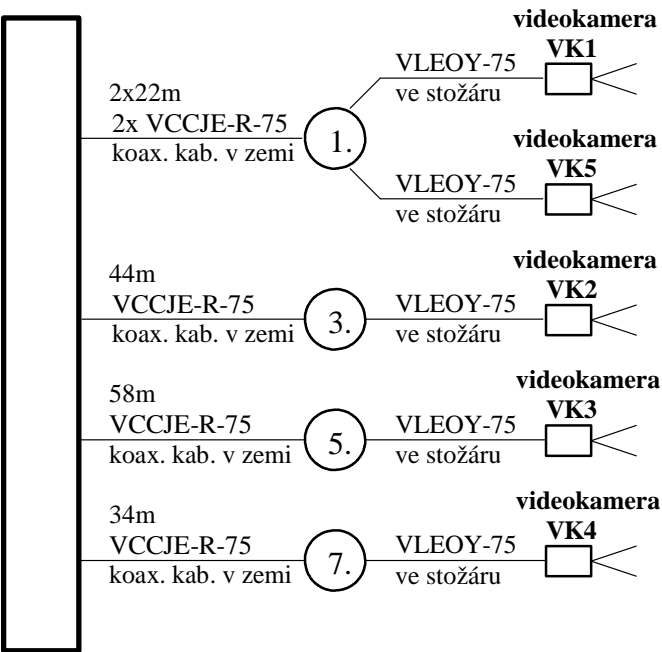 videokamera
VK1
VLEOY-75
ve stožáru
2x22m
2x VCCJE-R-75
koax. kab. v zemi
1.
videokamera
VK5
VLEOY-75
ve stožáru
videokamera
VK2
44m
VCCJE-R-75
koax. kab. v zemi
3.
VLEOY-75
ve stožáru
videokamera
VK3
58m
VCCJE-R-75
koax. kab. v zemi
5.
VLEOY-75
ve stožáru
videokamera
VK4
34m
VCCJE-R-75
koax. kab. v zemi
7.
VLEOY-75
ve stožáru